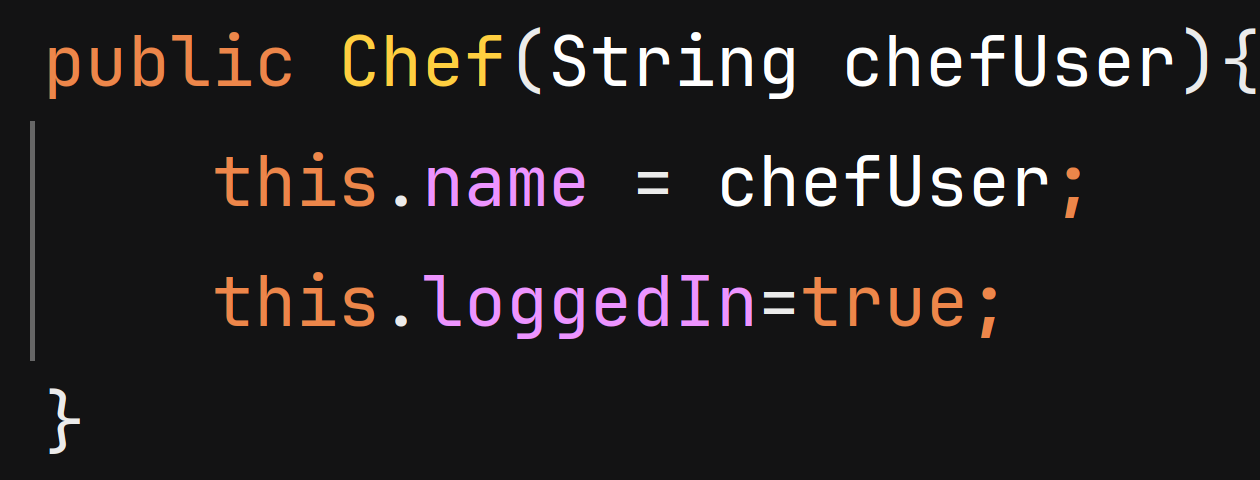 public Chef(String chefUser){
this.name = chefUser;
this.loggedIn=true;
}